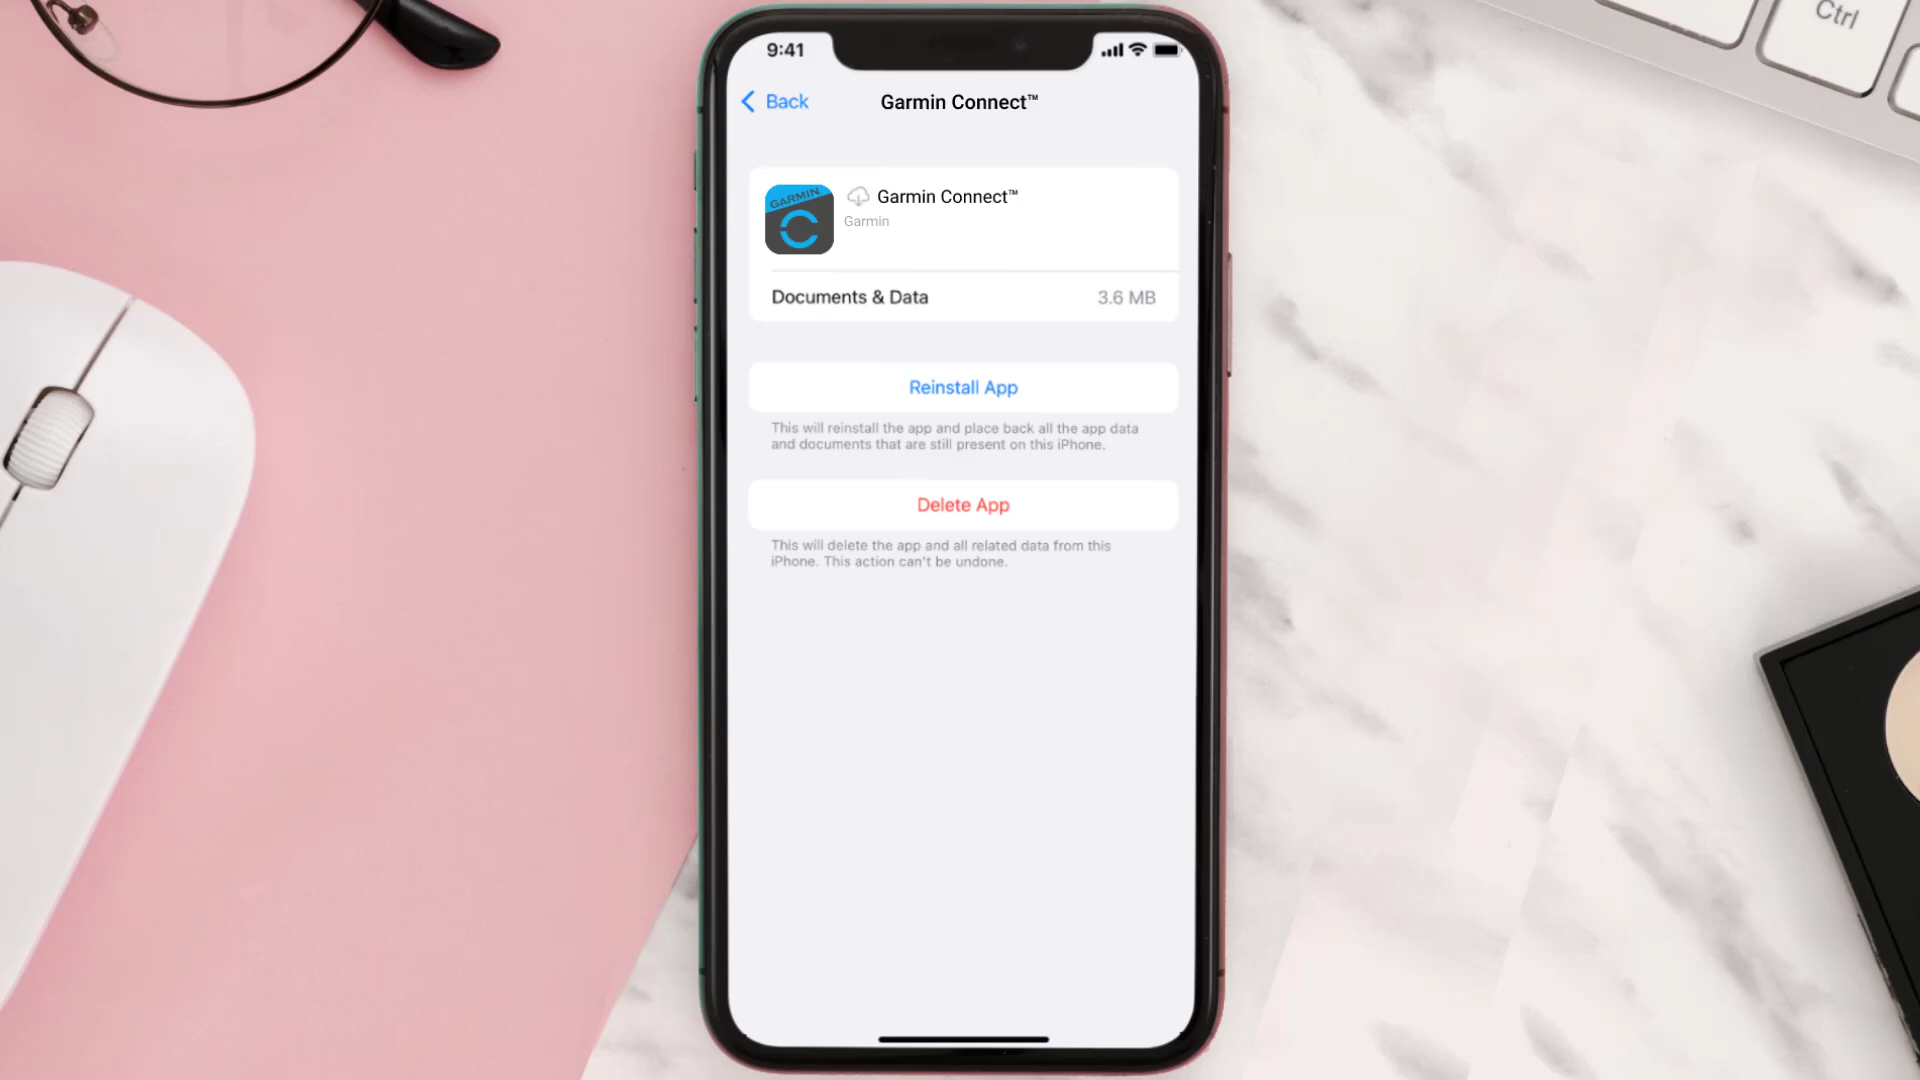 Ctrl
9:41
Back
Garmin Connect™
GARMIN
Garmin Connect™
Garmin
Documents & Data
3.6 MB
Reinstall App
This will reinstall the app and place back all the app data
and documents that are still present on this iPhone.
Delete App
This will delete the app and all related data from this
iPhone. This action can't be undone.